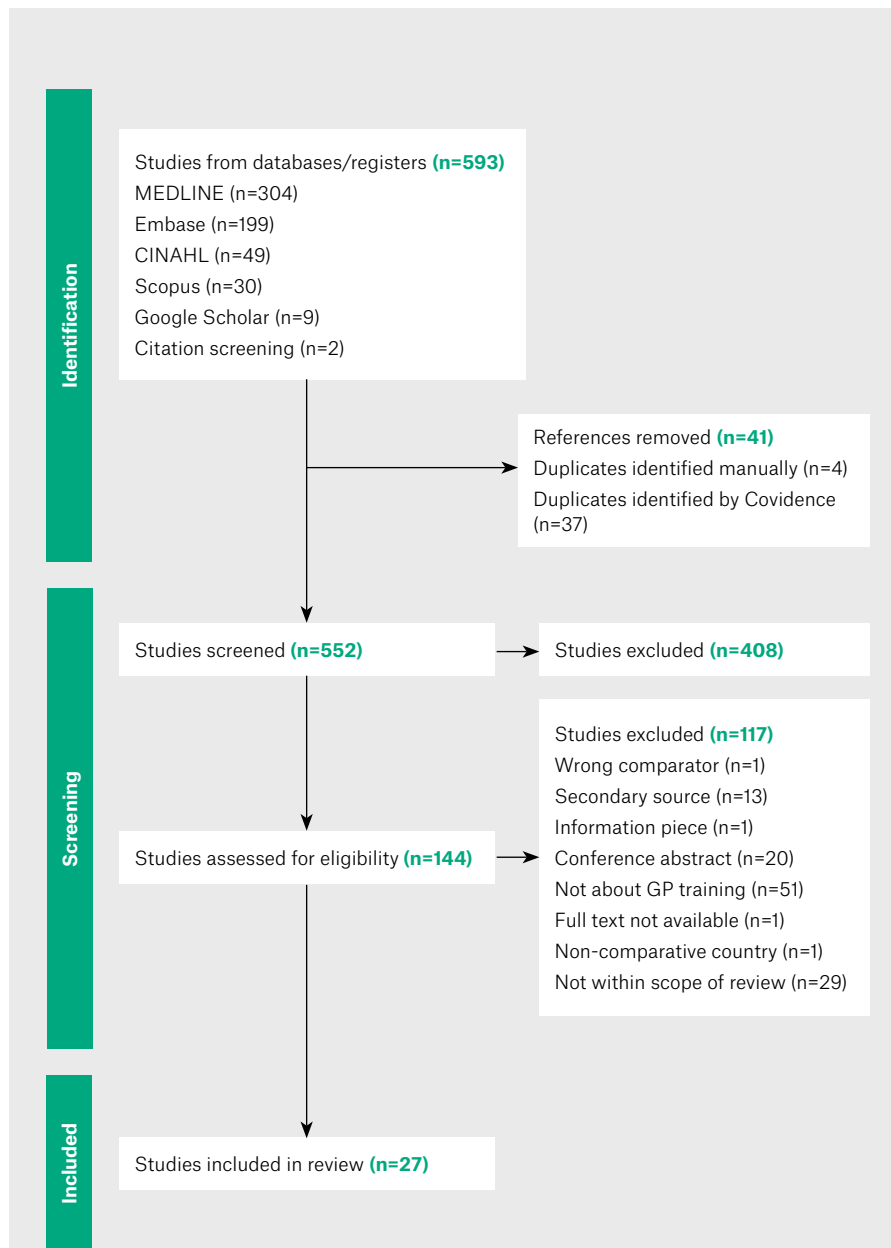 Identification
Studies from databases/registers (n=593)
MEDLINE (n=304)
Embase (n=199)
CINAHL (n=49)
Scopus (n=30)
Google Scholar (n=9)
Citation screening (n=2)
References removed (n=41)
Duplicates identified manually (n=4)
Duplicates identified by Covidence
(n=37)
Screening
Studies screened (n=552)
Studies excluded (n=408)
Studies assessed for eligibility (n=144)
Studies excluded (n=117)
Wrong comparator (n=1)
Secondary source (n=13)
Information piece (n=1)
Conference abstract (n=20)
Not about GP training (n=51)
Full text not available (n=1)
Non-comparative country (n=1)
Not within scope of review (n=29)
Included
Studies included in review (n=27)